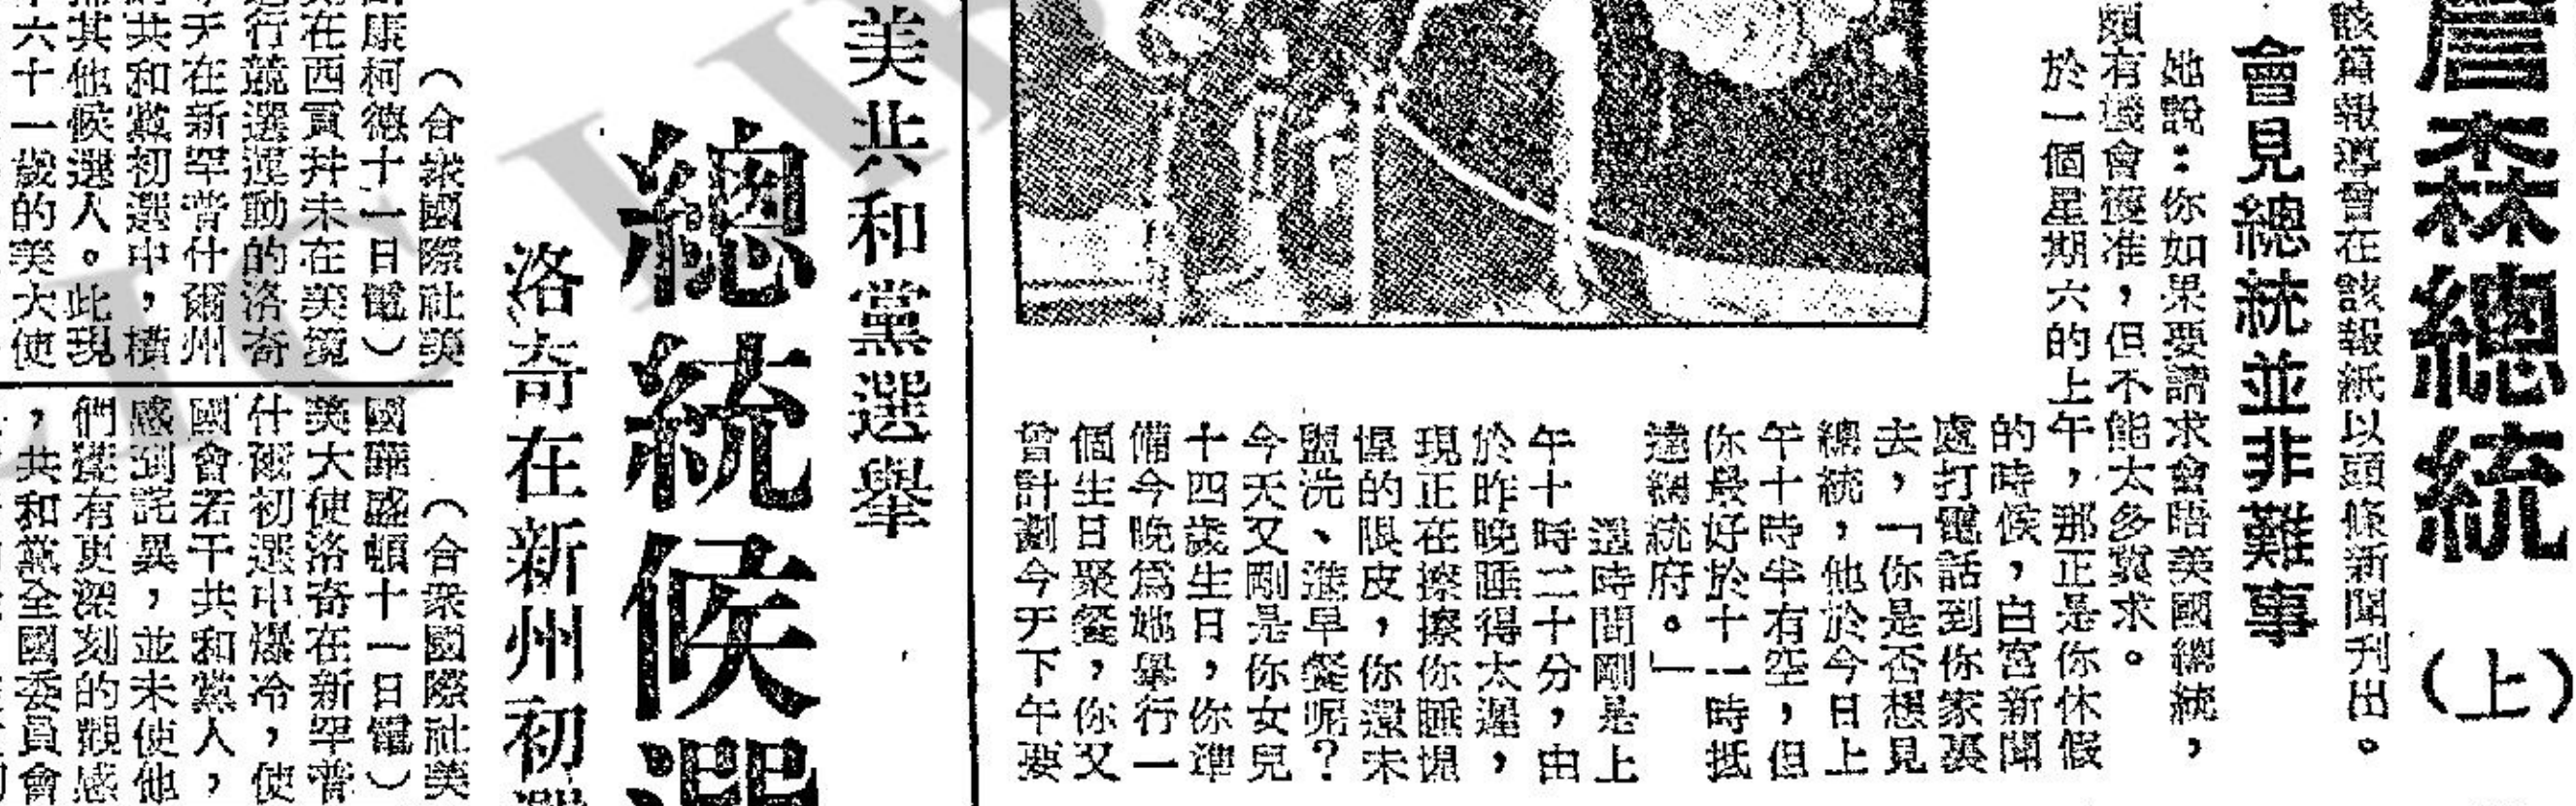 詹森總統（上）
該篇報導曾在該報紙以頭條新聞刊出。
會見總統並非難事
她說：你如果要請求會晤美國總統，
頗有機會獲准，但不能太多冀求。
於一個星期六的上午，那正是你休假
的時候，白宮新聞
處打電話到你家裏
去，「你是否想見
總統，他於今日上
午十時半有空，但
你最好於十一時抵
達總統府。」
這時間剛是上
午十時二十分，由
於昨晚睡得太遲，
現正在擦擦你睡惺
惺的眼皮，你還未
盥洗、進早餐呢？
今天又剛是你女兒
十四歲生日，你準
備今晚為她舉行一
個生日聚餐，你又
曾計劃今天下午要
美共和黨選舉
總統候選
洛奇在新州初選
（合衆國際社美
國康柯德十一日電）
現在西貢并未在美競
行競選運動的洛奇
天在新罕普什爾州
共和黨初選中，橫
掃其他候選人。此現
年六十一歲的美大使
（合衆國際社美
國華盛頓十一日電）
美大使洛奇在新罕普
什爾初選中爆冷，使
國會若干共和黨人，
感到詫異，並未使他
們還有更深刻的觀感
，共和黨全國委員會